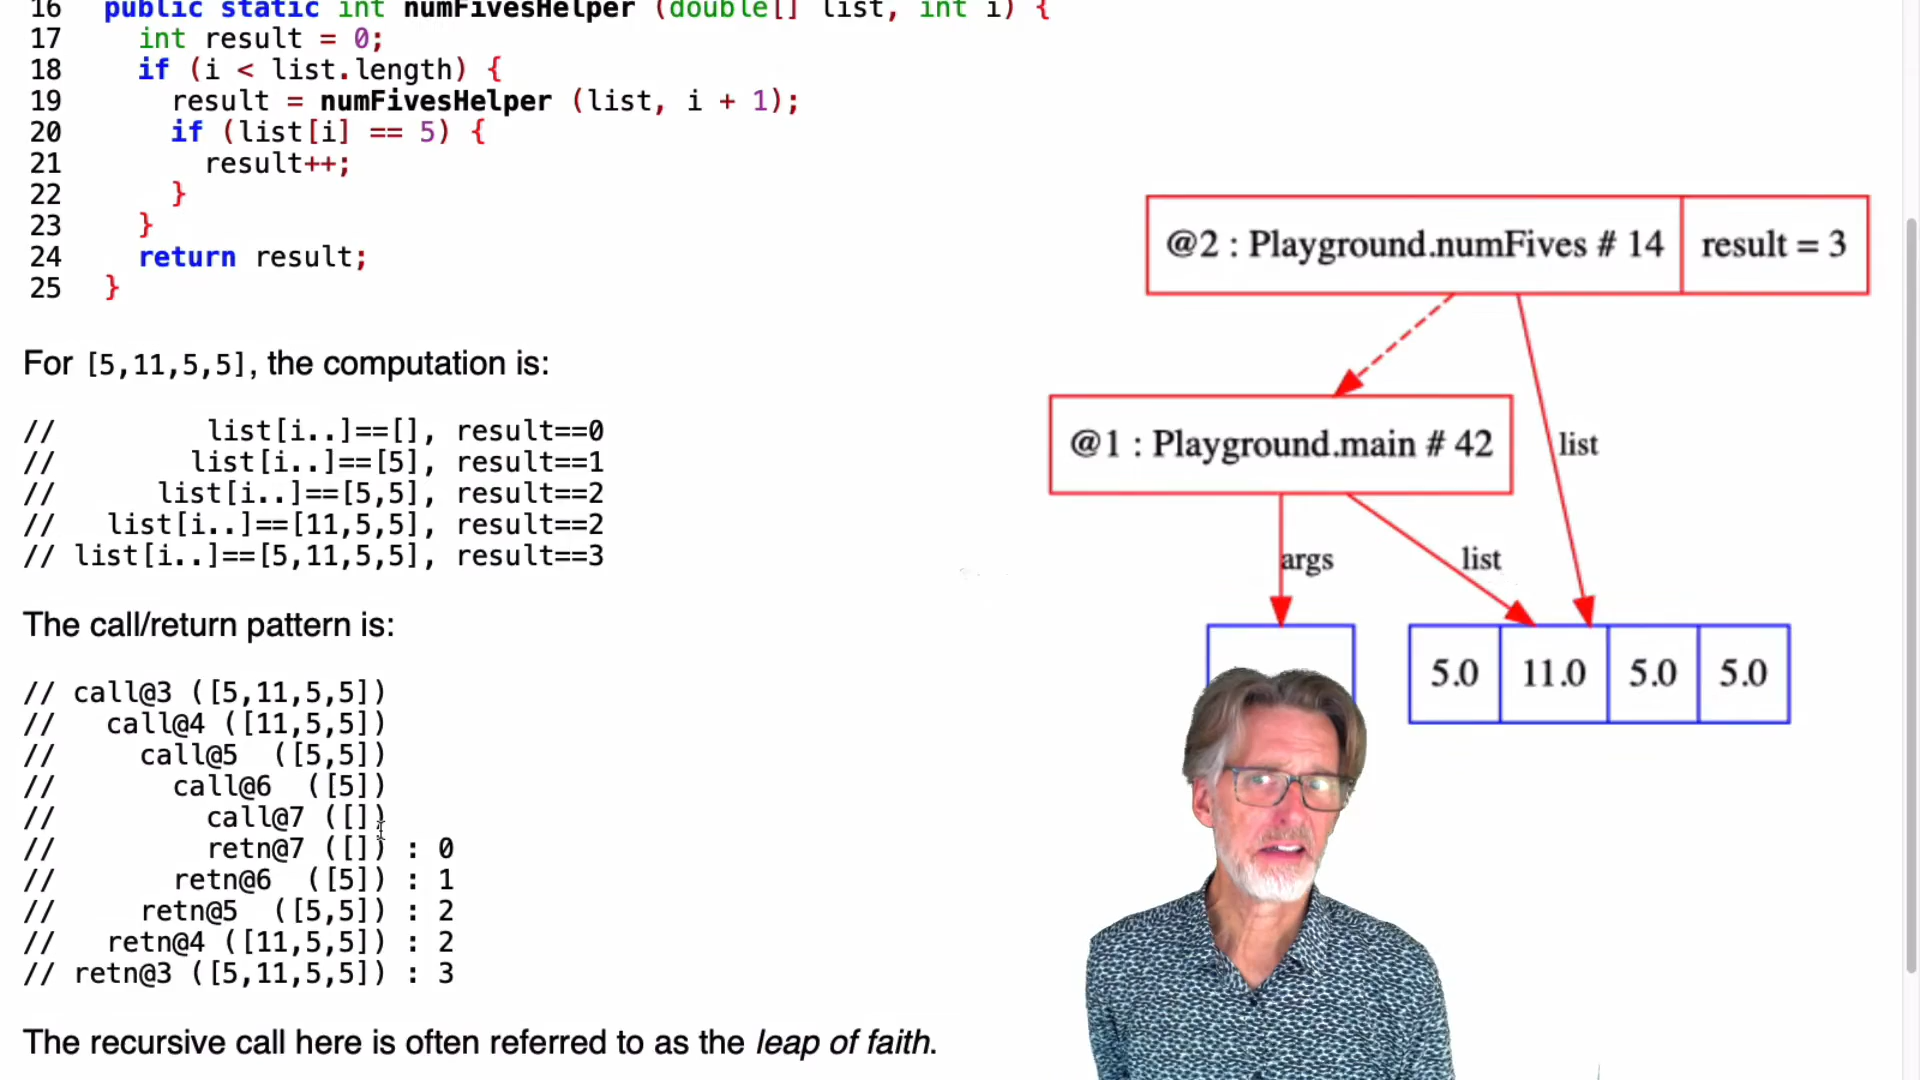 16 public static int numFivesHelper (double[] list, int i) {
17 int result = 0;
18 if (i < list.length) {
19 result = numFivesHelper (list, i + 1);
20 if (list[i] == 5) {
21 result++;
22 }
23 }
24 return result;
25 }
For [5,11,5,5], the computation is:
// list[i..]==[], result==0
// list[i..]==[5], result==1
// list[i..]==[5,5], result==2
// list[i..]==[11,5,5], result==2
// list[i..]==[5,11,5,5], result==3
The call/return pattern is:
// call@3 ([5,11,5,5])
// call@4 ([11,5,5])
// call@5 ([5,5])
// call@6 ([5])
// call@7 ([])
// retn@7 ([]) : 0
// retn@6 ([5]) : 1
// retn@5 ([5,5]) : 2
// retn@4 ([11,5,5]) : 2
// retn@3 ([5,11,5,5]) : 3
The recursive call here is often referred to as the leap of faith.
@2 : Playground.numFives # 14 result = 3
@1 : Playground.main # 42
list
args
list
5.0 11.0 5.0 5.0